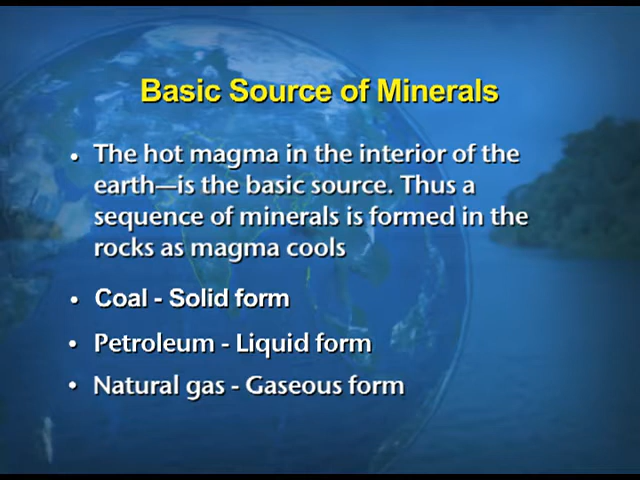 Basic Source of Minerals
• The hot magma in the interior of the
earth—is the basic source. Thus a
sequence of minerals is formed in the
rocks as magma cools
• Coal - Solid form
• Petroleum - Liquid form
• Natural gas - Gaseous form